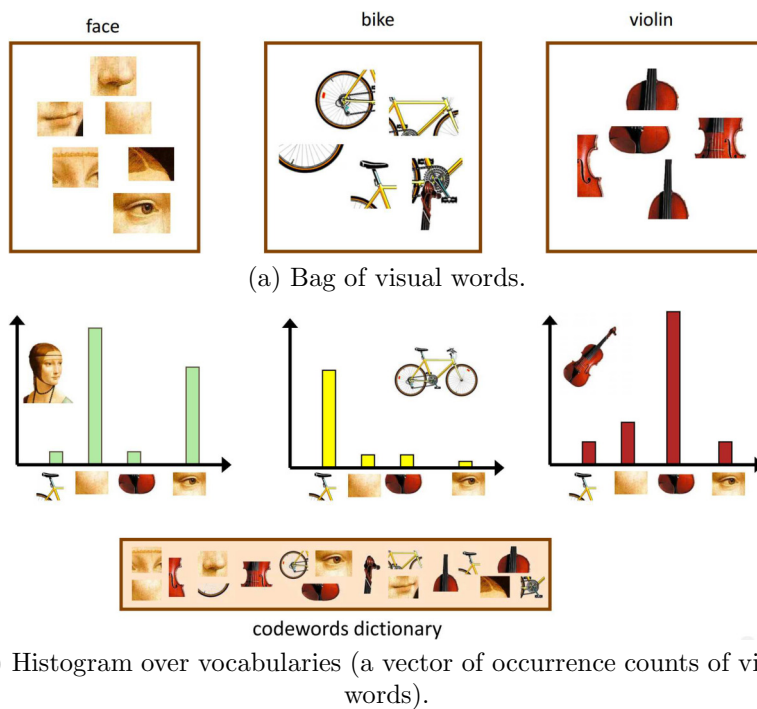 face bike violin
(a) Bag of visual words.
codewords dictionary
) Histogram over vocabularies (a vector of occurrence counts of vi
words).